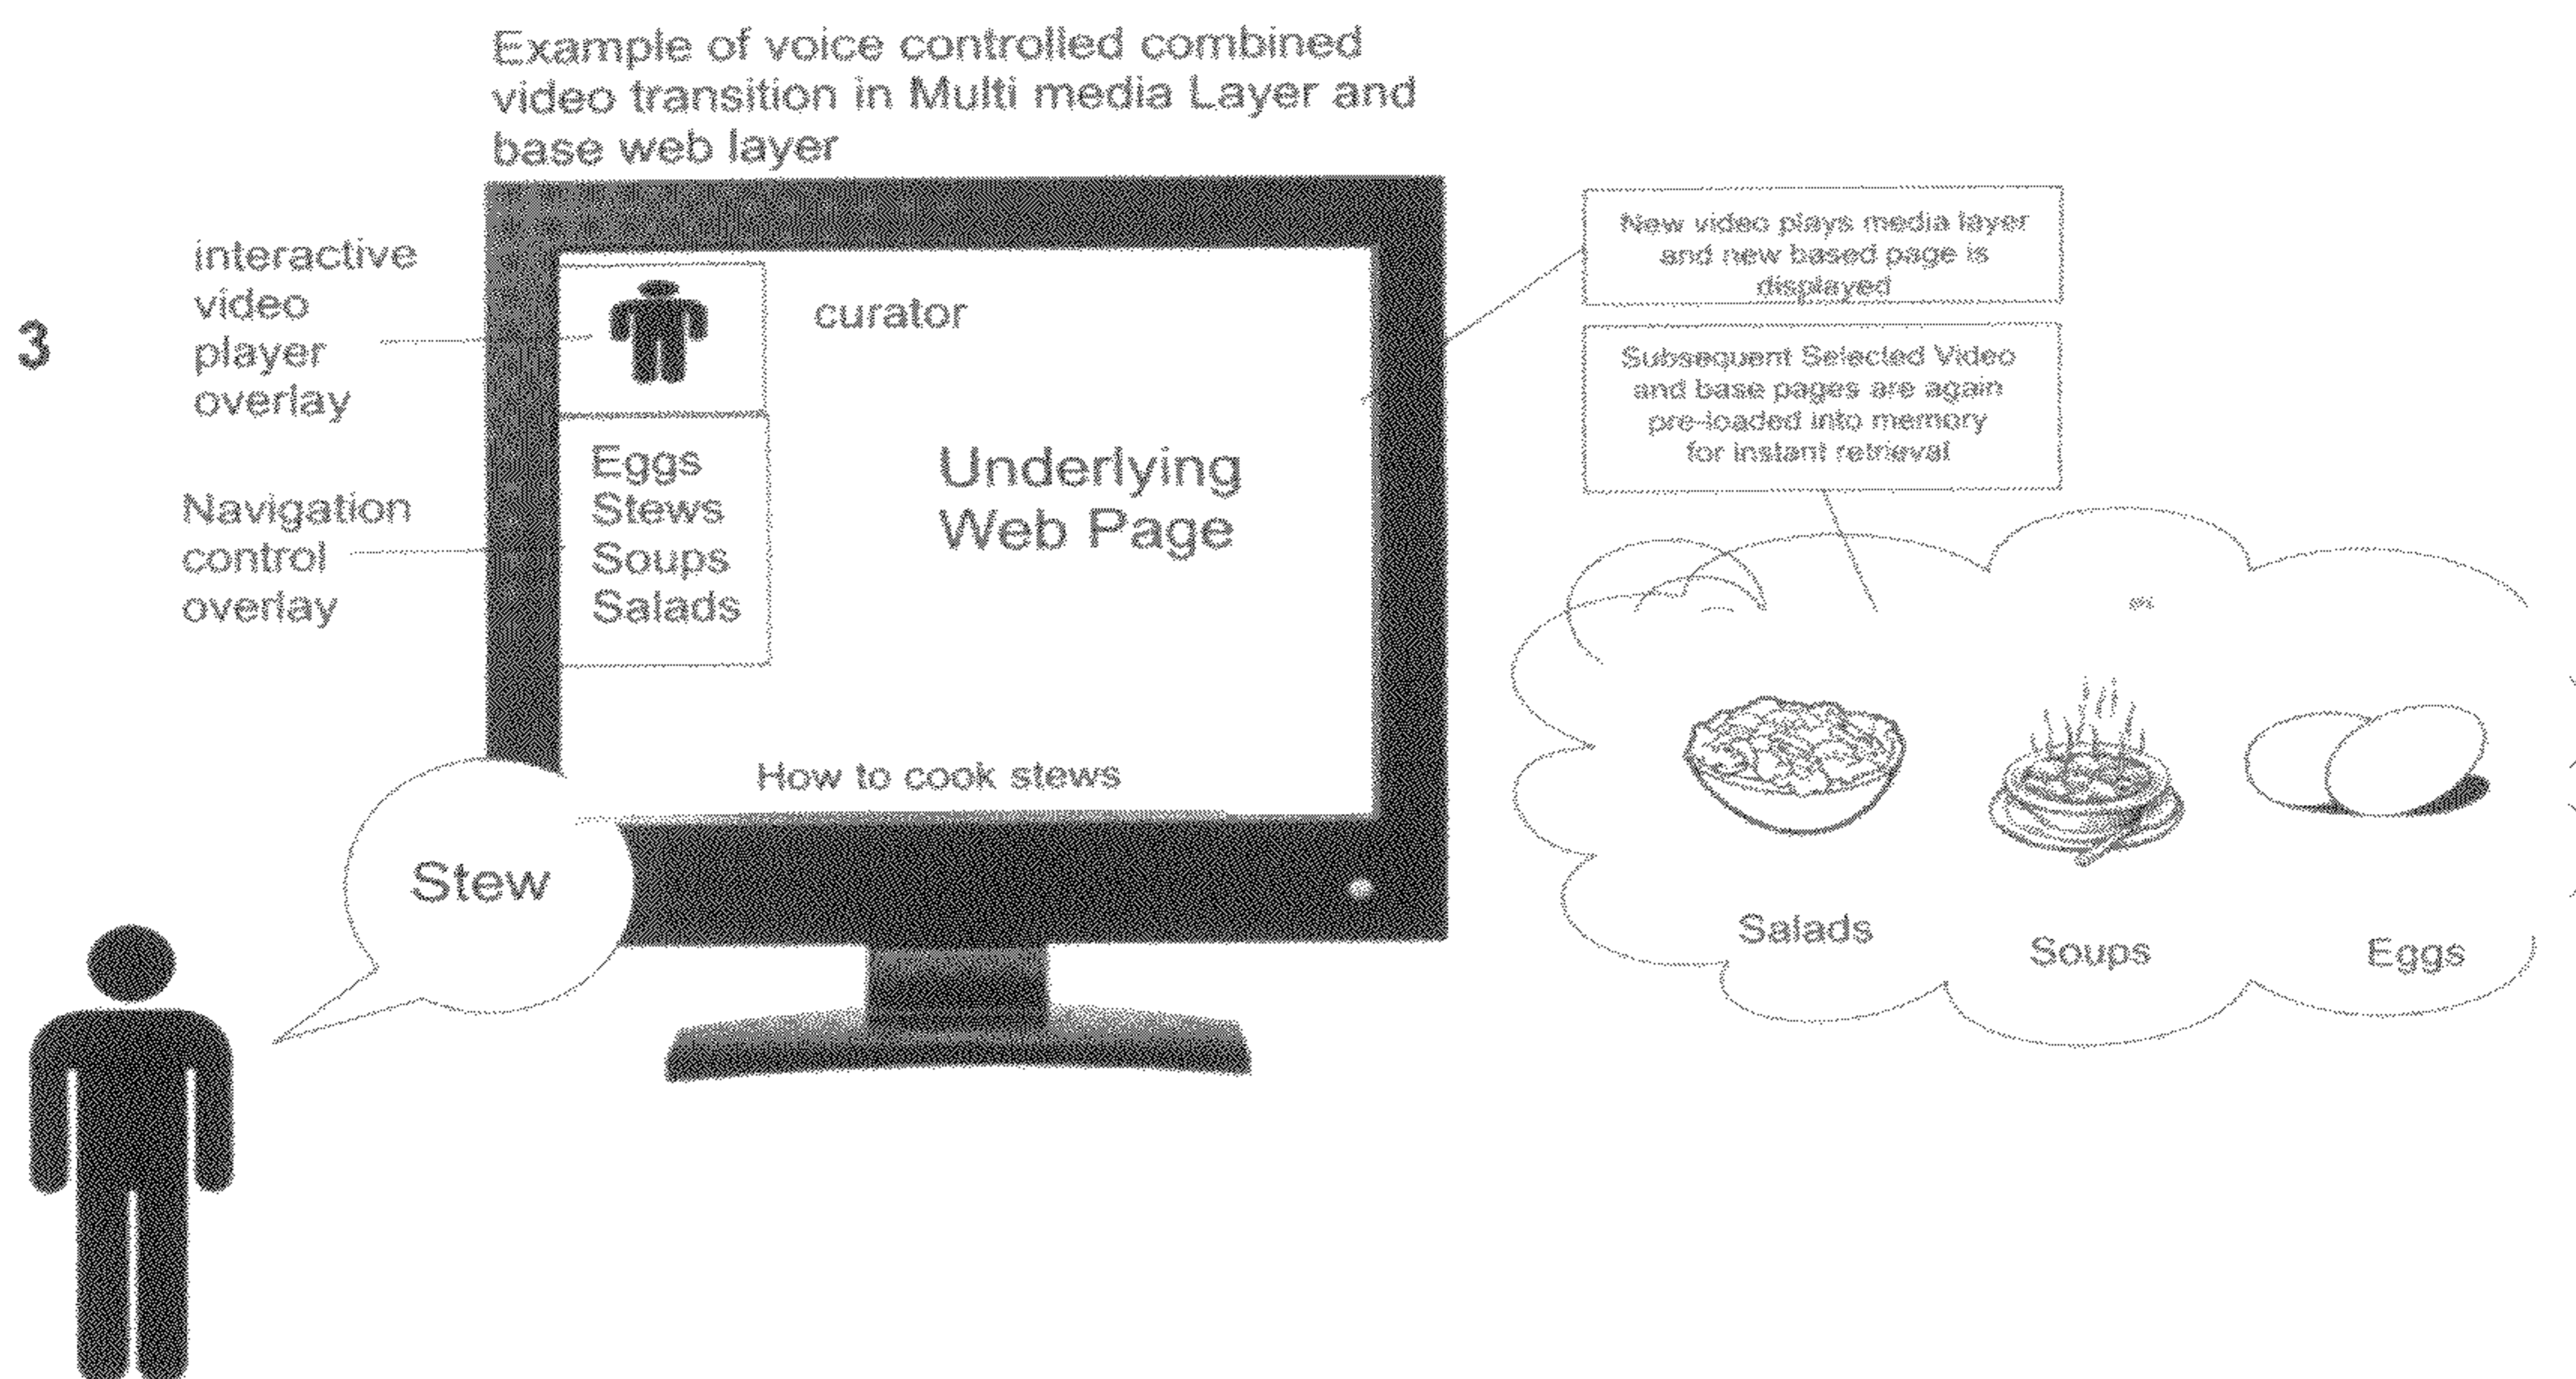 Example of voice controlled combined
video transition in Multi media Layer and
base web layer
3
interactive
video
player
overlay
curator
New video plays media layer
and new based page is
displayed
Subsequent Selected Video
and base pages are again
pre-loaded into memory
for instant retrieval
Navigation
control
overlay
Eggs
Stews
Soups
Salads
Underlying
Web Page
How to cook stews
Stew
Salads
Soups
Eggs